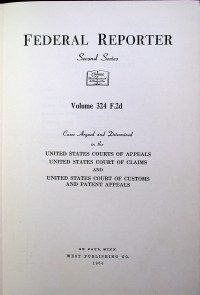 FEDERAL REPORTER
Second Series
Volume 324 F.2d
Cases Argued and Determined
in the
UNITED STATES COURTS OF APPEALS
UNITED STATES COURT OF CLAIMS
AND
UNITED STATES COURT OF CUSTOMS
AND PATENT APPEALS
ST. PAUL, MINN.
WEST PUBLISHING CO.
1964